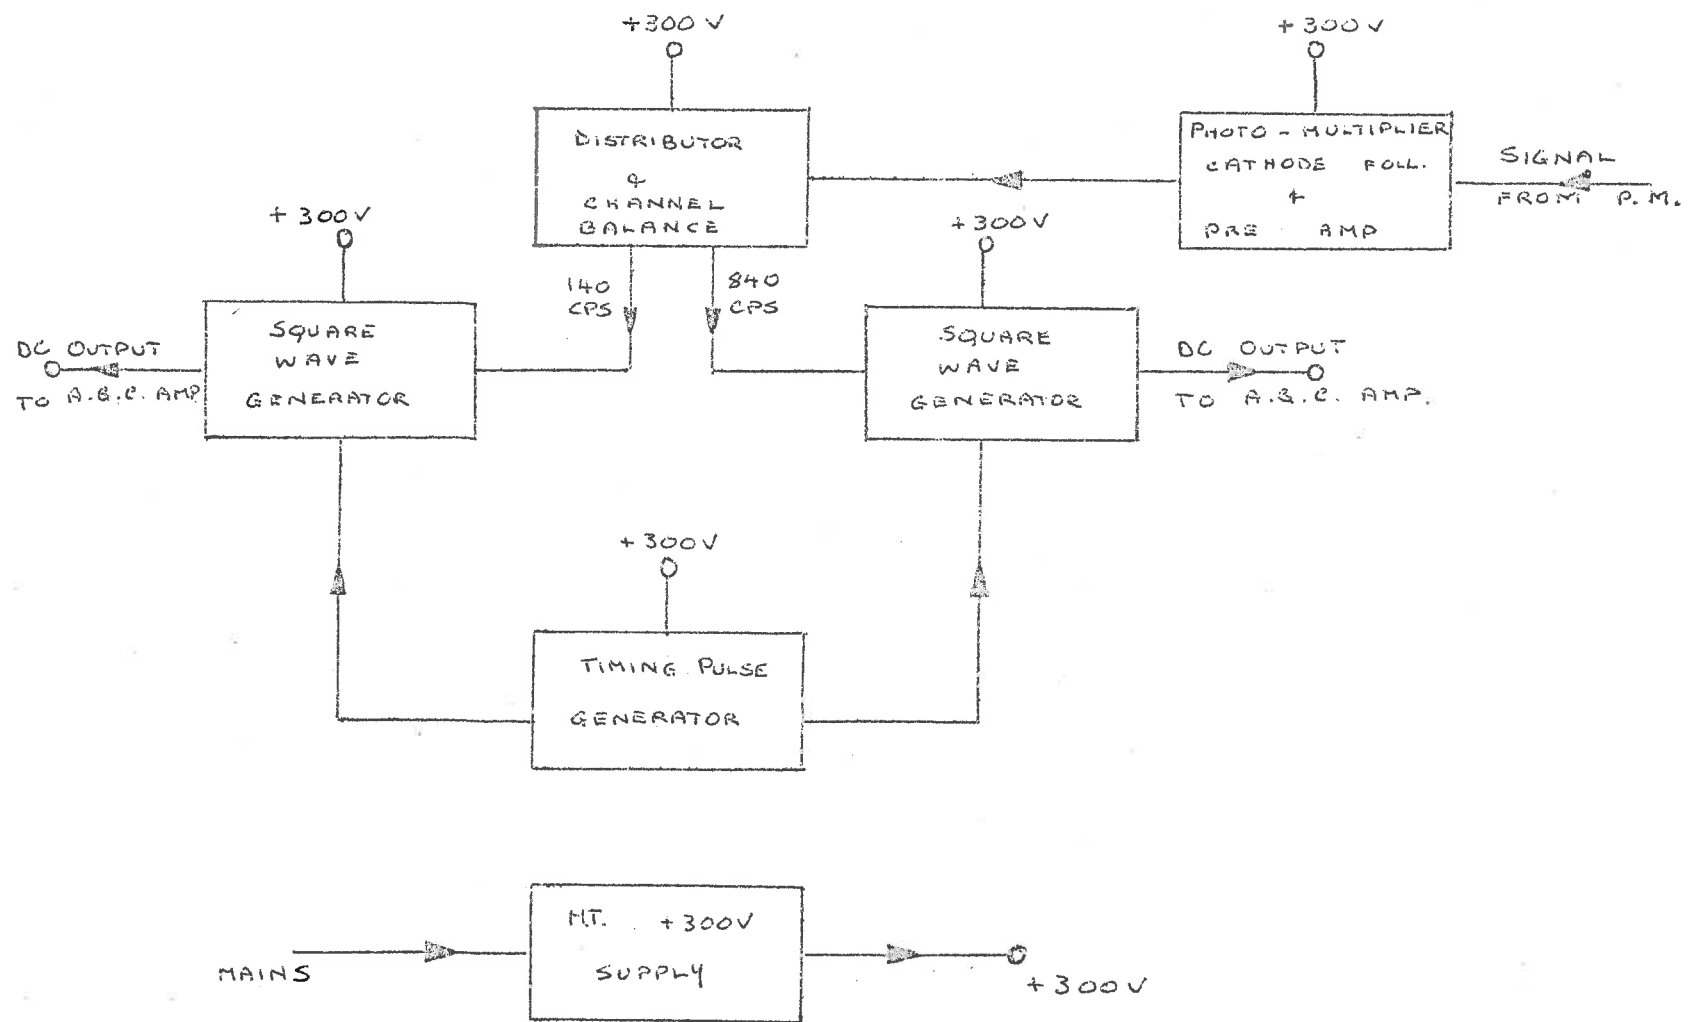 +300V
+300V
DISTRIBUTOR
&
CHANNEL
BALANCE
PHOTO - MULTIPLIER
CATHODE FOLL.
+
PRE AMP
SIGNAL
FROM P.M.
+300V
+300V
140
CPS
840
CPS
SQUARE
WAVE
GENERATOR
SQUARE
WAVE
GENERATOR
DC OUTPUT
TO A.G.C. AMP
DC OUTPUT
TO A.G.C. AMP.
+300V
TIMING PULSE
GENERATOR
HT. +300V
SUPPLY
MAINS
+300V